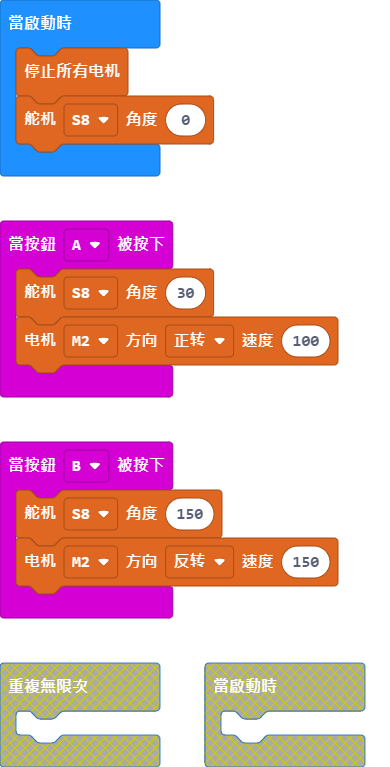 當啟動時
停止所有电机
舵机 S8 角度 0
當按鈕 A 被按下
舵机 S8 角度 30
电机 M2 方向 正转 速度 100
當按鈕 B 被按下
舵机 S8 角度 150
电机 M2 方向 反转 速度 150
重複無限次 當啟動時